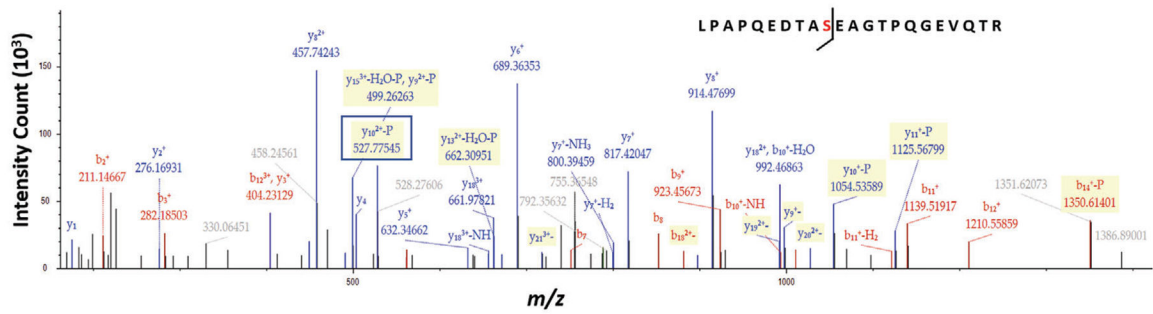 LPAPQEDTASEAGTPQGEVQTR
Intensity Count (10³)
150
100
50
0
y₈²⁺
457.74243
y₁₅³⁺-H₂O-P, y₉²⁺-P
499.26263
y₁₀²⁺-P
527.77545
y₆⁺
689.36353
y₈⁺
914.47699
y₁₃²⁺-H₂O-P
662.30951
y₇⁺-NH₃
800.39459
y₇⁺
817.42047
y₁₈²⁺, b₁₀⁺-H₂O
992.46863
y₁₁⁺-P
1125.56799
b₂⁺
211.14667
y₂⁺
276.16931
458.24561
b₁₂³⁺, y₃⁺
404.23129
528.27606
y₁₈³⁺
661.97821
755.36548
b₉⁺
923.45673
y₁₀⁺-P
1054.53589
1351.62073
b₁₄⁺-P
1350.61401
b₃⁺
282.18503
y₁
330.06451
y₄
y₅⁺
632.34662
792.35632
y₇⁺-H₂
b₁₀⁺-NH
b₁₁⁺
1139.51917
b₁₂⁺
1210.55859
y₁₈³⁺-NH
y₂₁³⁺-
b₇
b₈
b₁₈²⁺-
y₉⁺-
y₁₉²⁺-
y₂₀²⁺-
b₁₁⁺-H₂
1386.89001
500
1000
m/z